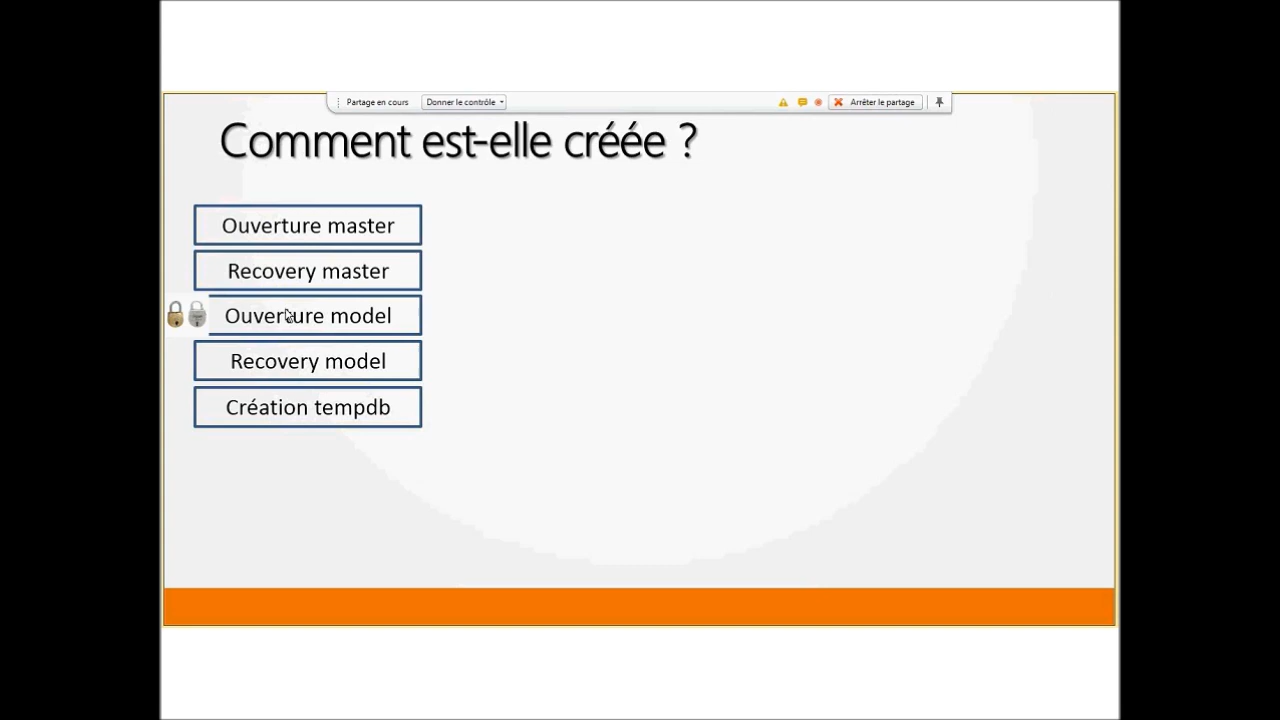 Partage en cours
Donner le contrôle
Arrêter le partage
Comment est-elle créée ?
Ouverture master
Recovery master
Ouverture model
Recovery model
Création tempdb